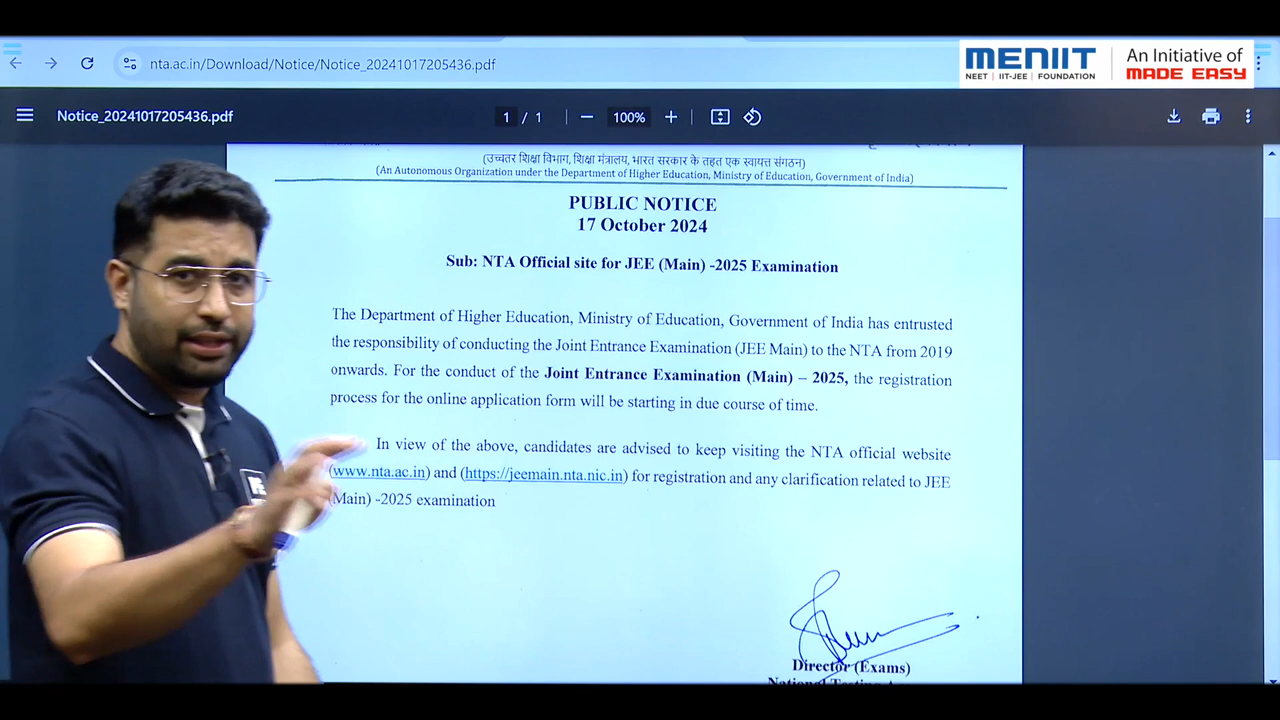 MENIIT
NEET | IIT-JEE | FOUNDATION
An Initiative of
MADE EASY
nta.ac.in/Download/Notice/Notice_20241017205436.pdf
Notice_20241017205436.pdf
1 / 1
100%
(उच्चतर शिक्षा विभाग, शिक्षा मंत्रालय, भारत सरकार के तहत एक स्वायत्त संगठन)
(An Autonomous Organization under the Department of Higher Education, Ministry of Education, Government of India)
PUBLIC NOTICE
17 October 2024
Sub: NTA Official site for JEE (Main) -2025 Examination
The Department of Higher Education, Ministry of Education, Government of India has entrusted
the responsibility of conducting the Joint Entrance Examination (JEE Main) to the NTA from 2019
onwards. For the conduct of the Joint Entrance Examination (Main) – 2025, the registration
process for the online application form will be starting in due course of time.
In view of the above, candidates are advised to keep visiting the NTA official website
(www.nta.ac.in) and (https://jeemain.nta.nic.in) for registration and any clarification related to JEE
(Main) -2025 examination
Director (Exams)
National Testing